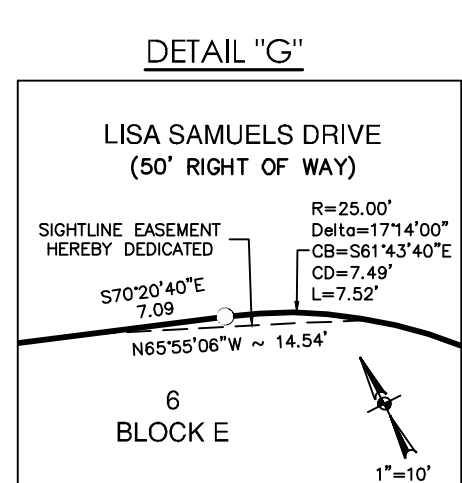 DETAIL "G"
LISA SAMUELS DRIVE
(50' RIGHT OF WAY)
SIGHTLINE EASEMENT
HEREBY DEDICATED
R=25.00'
Delta=17°14'00"
CB=S61°43'40"E
CD=7.49'
L=7.52'
S70°20'40"E
7.09
N65°55'06"W ~ 14.54'
6
BLOCK E
1"=10'